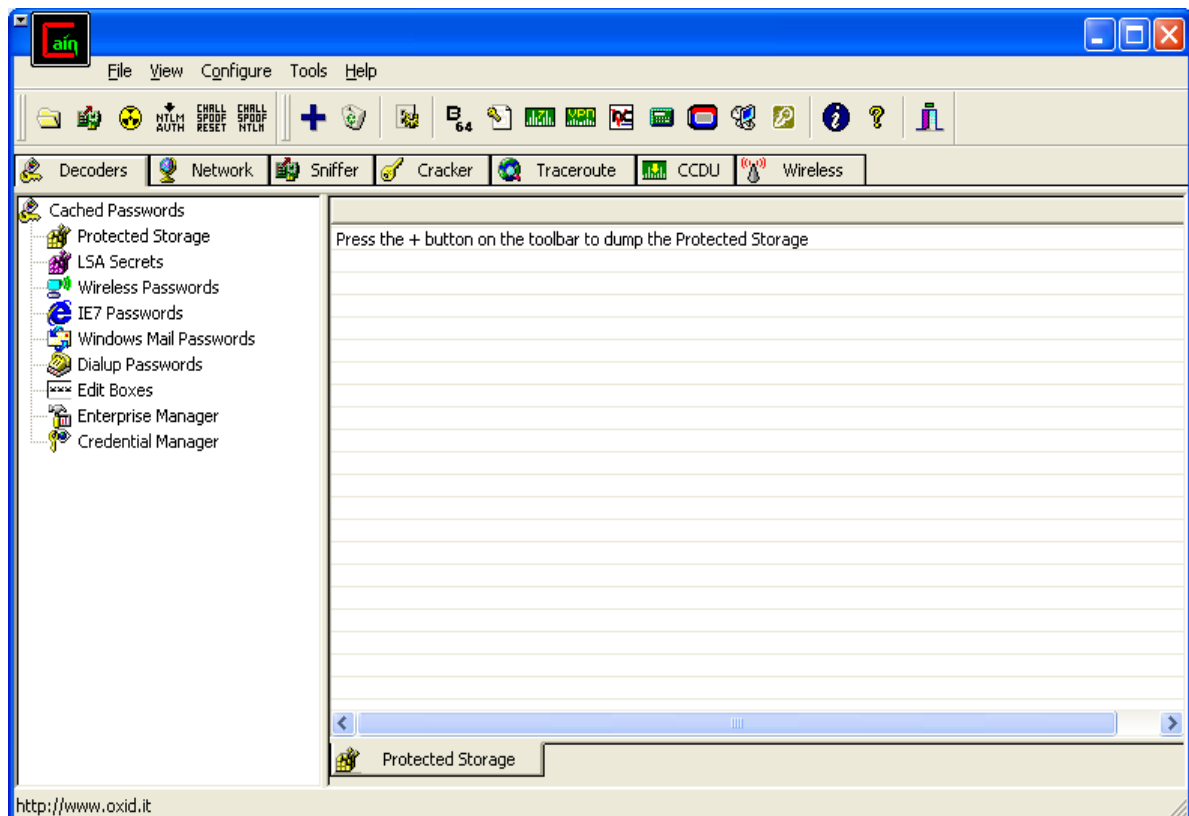 aín
File View Configure Tools Help
NTLM AUTH CHALL SPOOF RESET CHALL SPOOF NTLM B64
Decoders Network Sniffer Cracker Traceroute CCDU Wireless
Cached Passwords
Protected Storage
LSA Secrets
Wireless Passwords
IE7 Passwords
Windows Mail Passwords
Dialup Passwords
Edit Boxes
Enterprise Manager
Credential Manager
Press the + button on the toolbar to dump the Protected Storage
Protected Storage
http://www.oxid.it